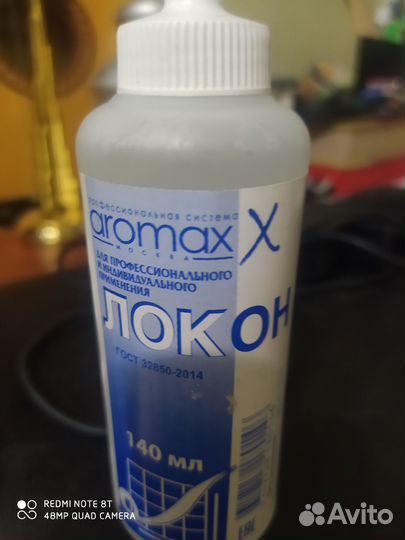 профессиональная система
aromax X
МОСКВА
ДЛЯ ПРОФЕССИОНАЛЬНОГО
И ИНДИВИДУАЛЬНОГО
ПРИМЕНЕНИЯ
ЛОКОН
ГОСТ 32850-2014
140 МЛ
EAC
REDMI NOTE 8T
48MP QUAD CAMERA
Avito